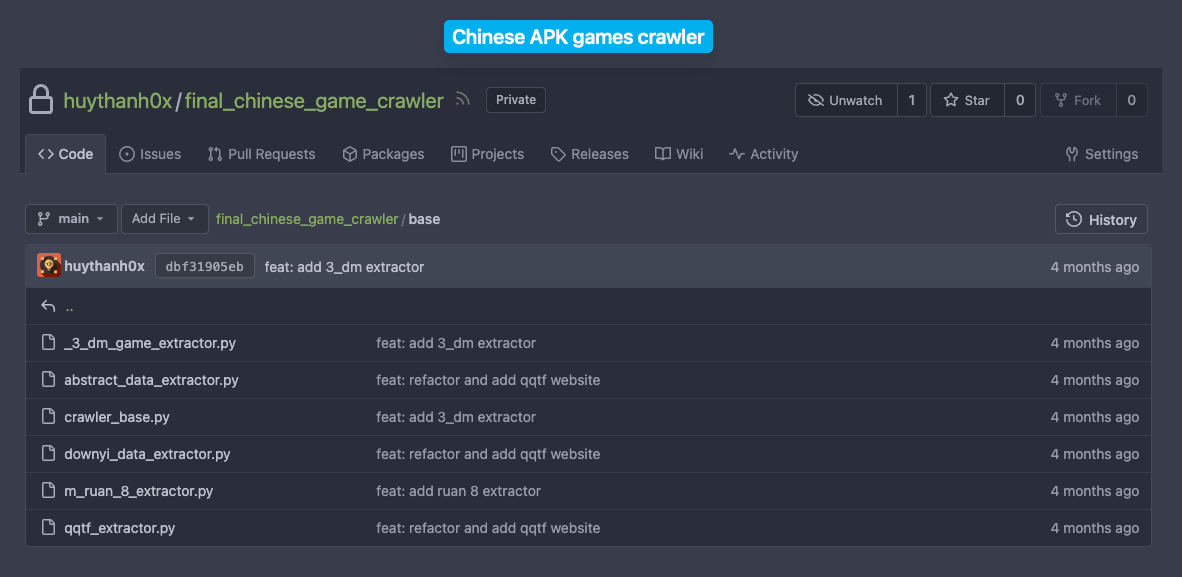 Chinese APK games crawler
huythanh0x/final_chinese_game_crawler Private Unwatch 1 Star 0 Fork 0
Code Issues Pull Requests Packages Projects Releases Wiki Activity Settings
main Add File final_chinese_game_crawler/base History
huythanh0x dbf31905eb feat: add 3_dm extractor 4 months ago
..
_3_dm_game_extractor.py feat: add 3_dm extractor 4 months ago
abstract_data_extractor.py feat: refactor and add qqtf website 4 months ago
crawler_base.py feat: add 3_dm extractor 4 months ago
downyi_data_extractor.py feat: refactor and add qqtf website 4 months ago
m_ruan_8_extractor.py feat: add ruan 8 extractor 4 months ago
qqtf_extractor.py feat: refactor and add qqtf website 4 months ago